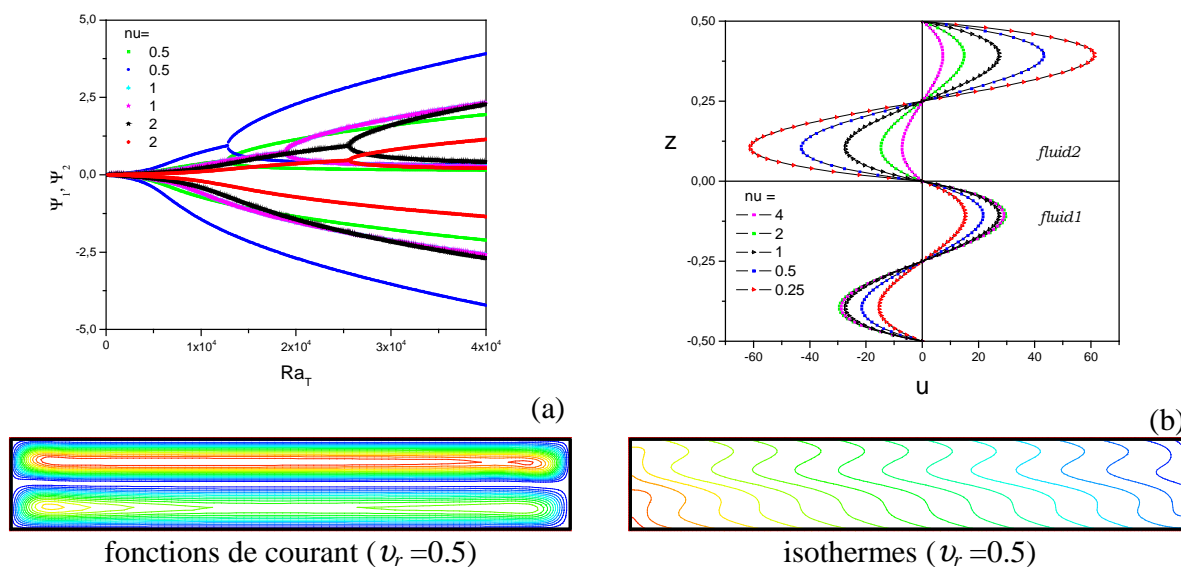 5,0
2,5
0,0
-2,5
-5,0
Ψ₁, Ψ₂
nu=
0.5
0.5
1
1
2
2
0
1x10⁴
2x10⁴
3x10⁴
4x10⁴
Ra_T
(a)
0,50
0,25
0,00
-0,25
-0,50
z
fluid2
fluid1
nu =
4
2
1
0.5
0.25
-60
-40
-20
0
20
40
60
u
(b)
fonctions de courant (υ_r =0.5)
isothermes (υ_r =0.5)